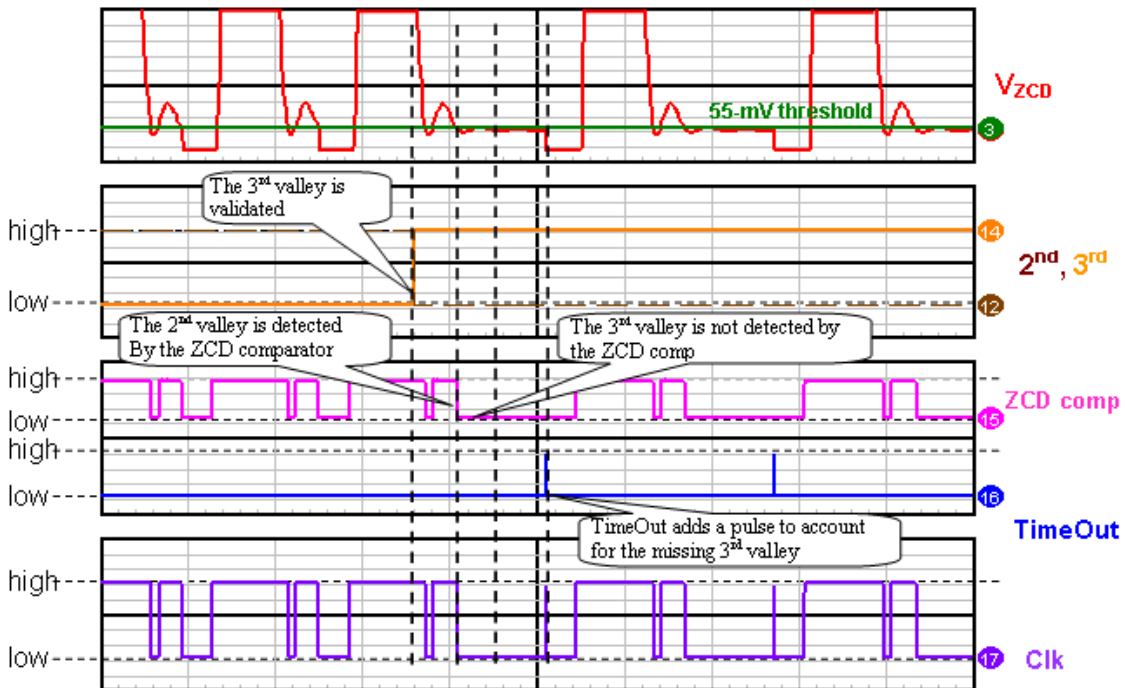 V_ZCD
55-mV threshold
3
The 3rd valley is
validated
high
14
2nd, 3rd
low
12
The 2nd valley is detected
By the ZCD comparator
The 3rd valley is not detected by
the ZCD comp
high
ZCD comp
low
15
high
low
16
TimeOut adds a pulse to account
for the missing 3rd valley
TimeOut
high
low
17
Clk